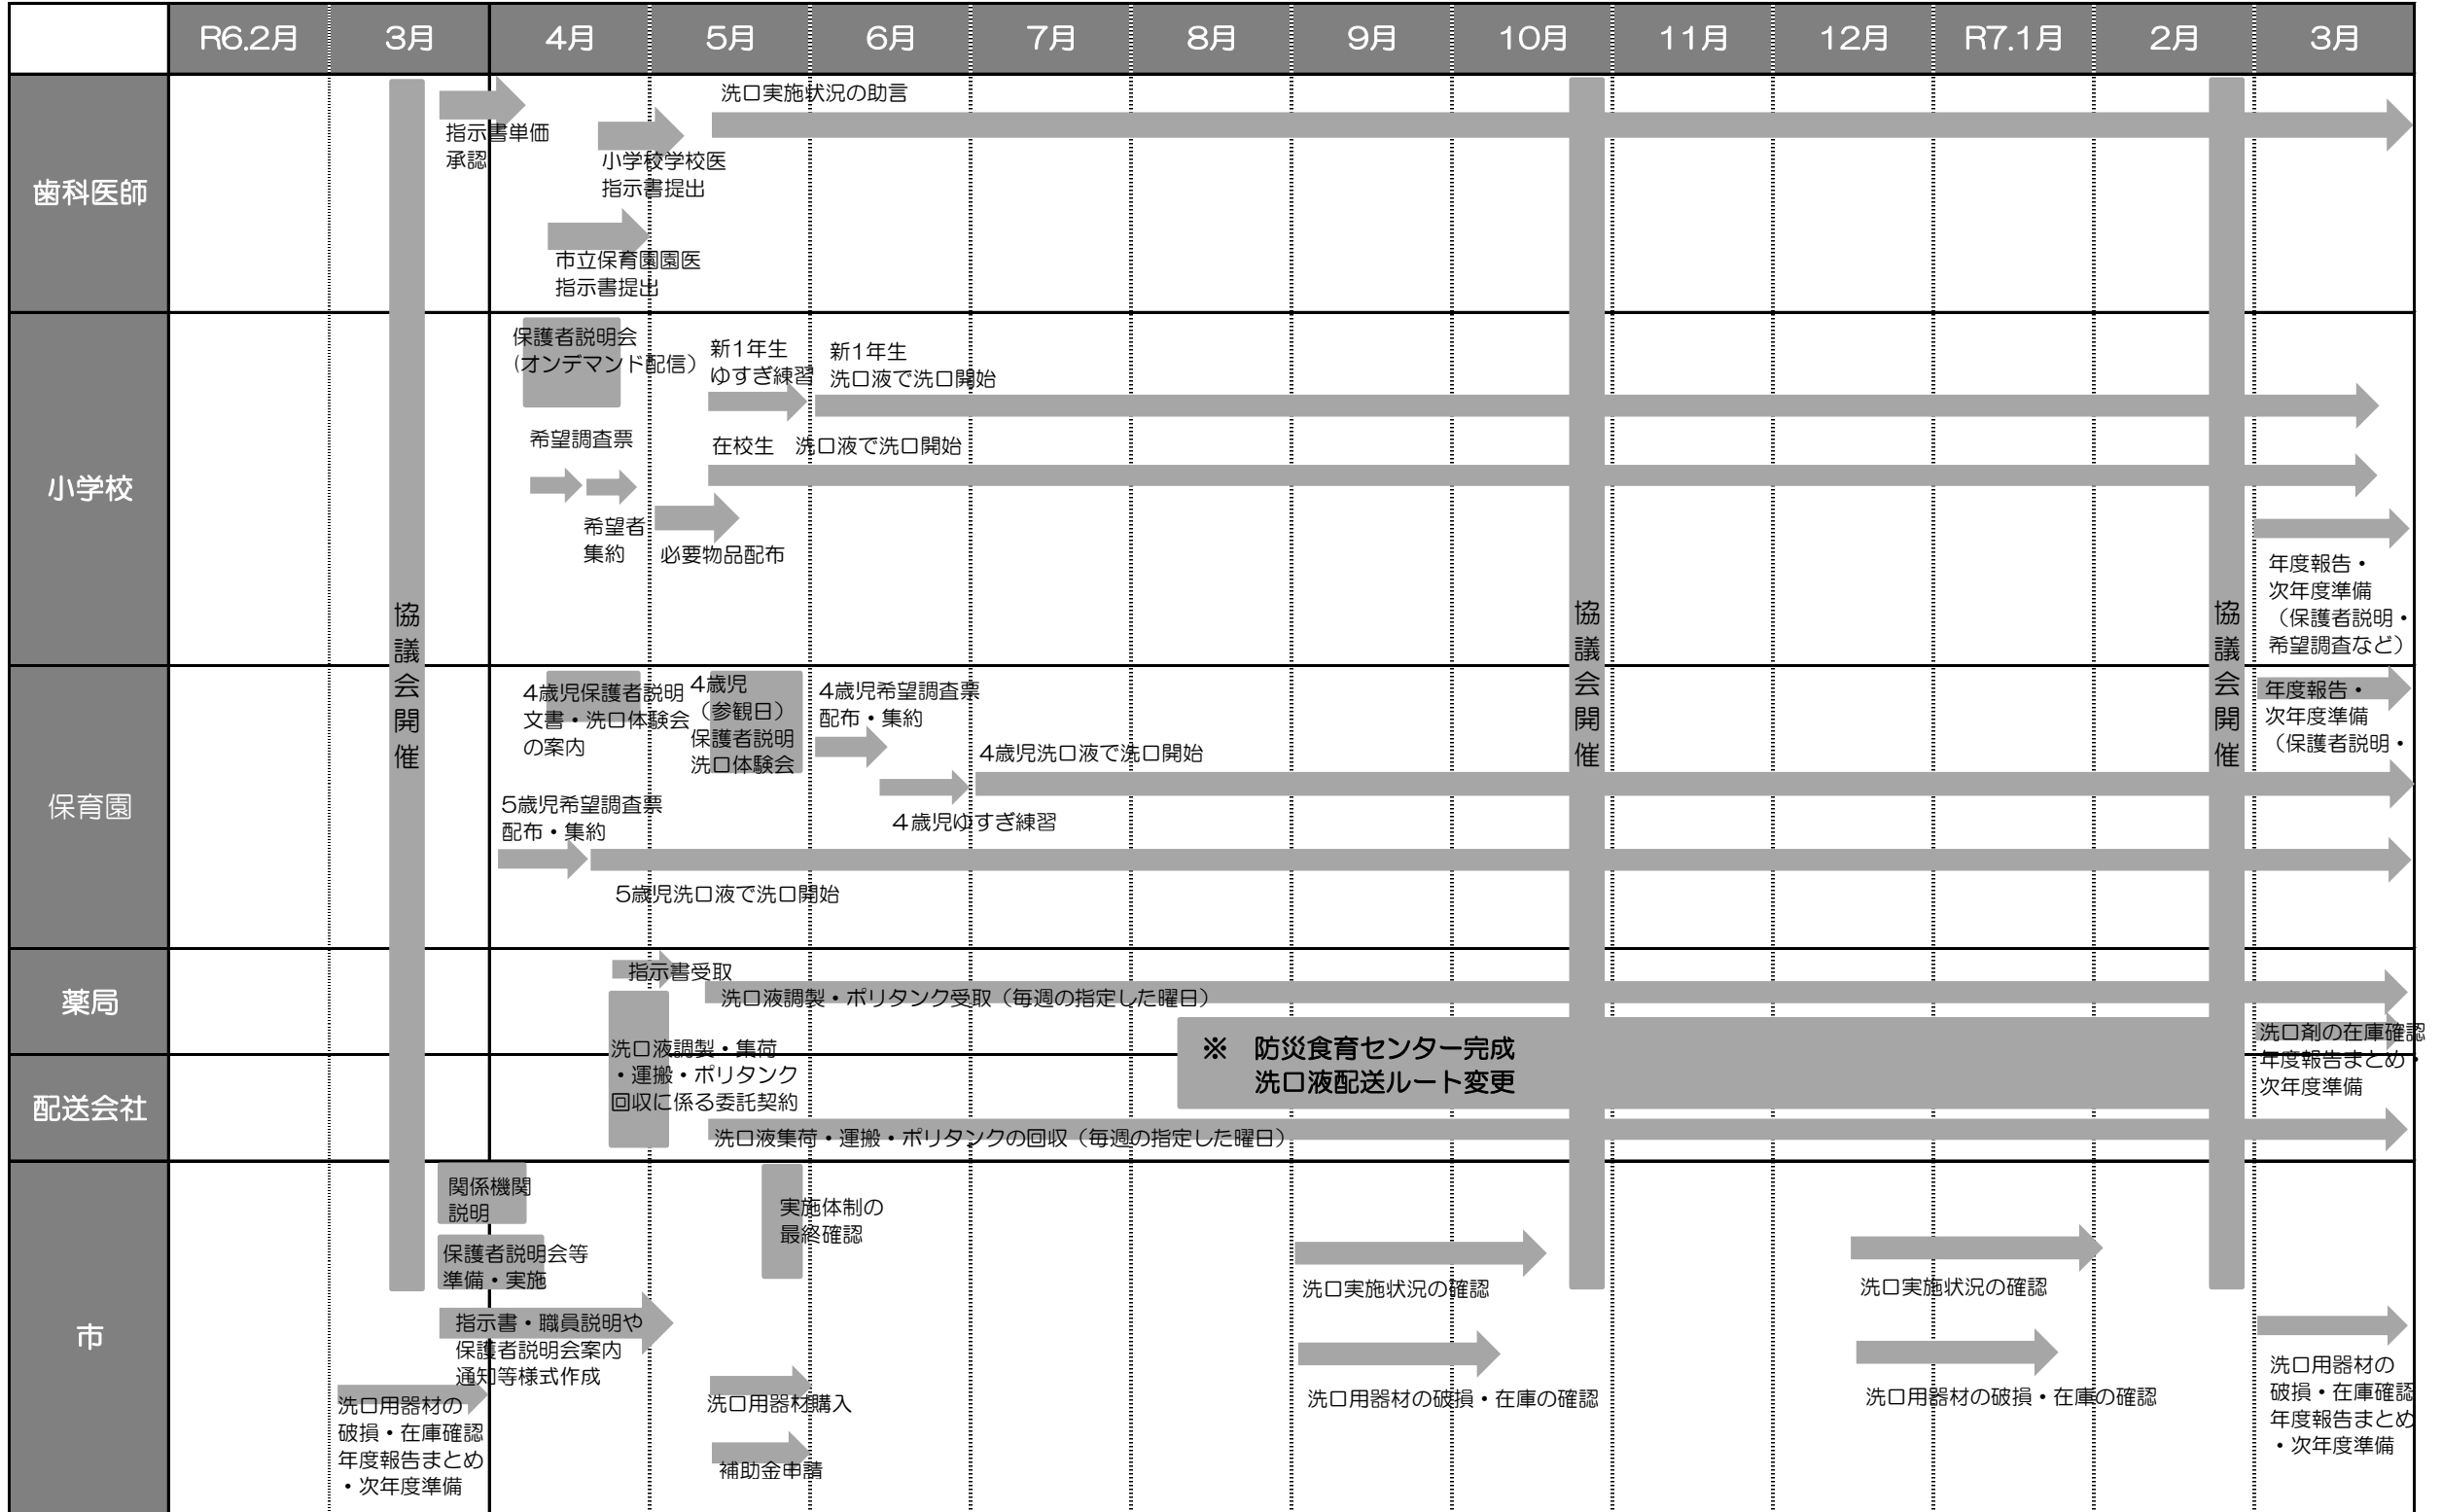 R6.2月 3月 4月 5月 6月 7月 8月 9月 10月 11月 12月 R7.1月 2月 3月
歯科医師
指示書単価
承認
小学校学校医
指示書提出
市立保育園園医
指示書提出
洗口実施状況の助言
小学校
保護者説明会
(オンデマンド配信）
希望調査票
希望者
集約
必要物品配布
新1年生
ゆすぎ練習
新1年生
洗口液で洗口開始
在校生　洗口液で洗口開始
年度報告・
次年度準備
（保護者説明・
希望調査など）
協議会開催
協議会開催
協議会開催
保育園
4歳児保護者説明
文書・洗口体験会
の案内
4歳児
（参観日）
保護者説明
洗口体験会
4歳児希望調査票
配布・集約
4歳児洗口液で洗口開始
４歳児ゆすぎ練習
5歳児希望調査票
配布・集約
5歳児洗口液で洗口開始
年度報告・
次年度準備
（保護者説明・
薬局
指示書受取
洗口液調製・ポリタンク受取（毎週の指定した曜日）
洗口液調製・集荷
・運搬・ポリタンク
回収に係る委託契約
※　防災食育センター完成
洗口液配送ルート変更
洗口剤の在庫確認
年度報告まとめ・
次年度準備
配送会社
洗口液集荷・運搬・ポリタンクの回収（毎週の指定した曜日）
市
関係機関
説明
保護者説明会等
準備・実施
指示書・職員説明や
保護者説明会案内
通知等様式作成
洗口用器材の
破損・在庫確認
年度報告まとめ
・次年度準備
実施体制の
最終確認
洗口用器材購入
補助金申請
洗口実施状況の確認
洗口用器材の破損・在庫の確認
洗口実施状況の確認
洗口用器材の破損・在庫の確認
洗口用器材の
破損・在庫確認
年度報告まとめ
・次年度準備